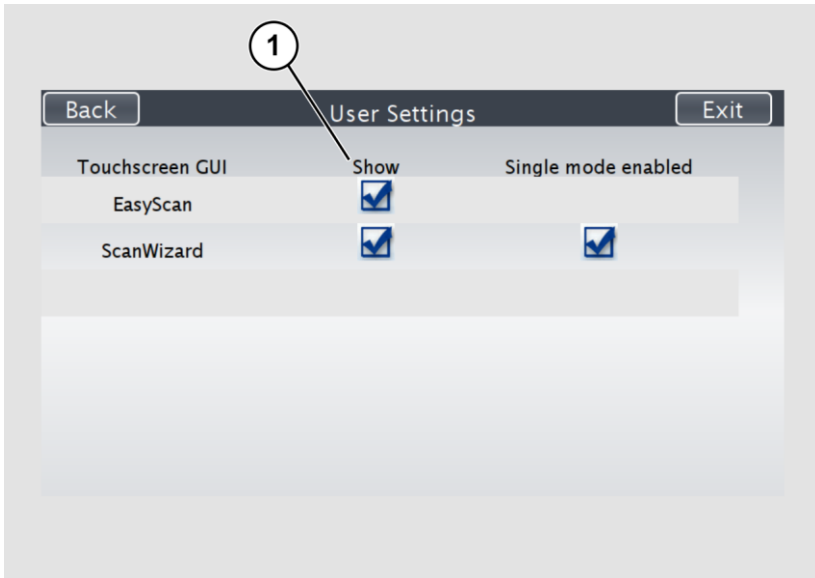 1
Back User Settings Exit
Touchscreen GUI Show Single mode enabled
EasyScan
ScanWizard